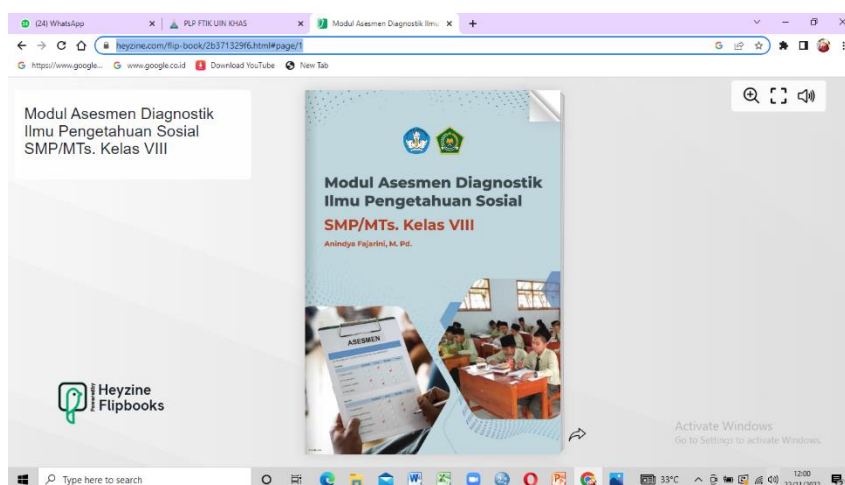 (24) WhatsApp
PLP FTIK UIN KHAS
Modul Asesmen Diagnostik Ilmu
heyzine.com/flip-book/2b371329f6.html#page/1
https://www.google...
www.google.co.id
Download YouTube
New Tab
Modul Asesmen Diagnostik
Ilmu Pengetahuan Sosial
SMP/MTs. Kelas VIII
Modul Asesmen Diagnostik
Ilmu Pengetahuan Sosial
SMP/MTs. Kelas VIII
Anindya Fajarini, M. Pd.
ASESMEN
Powered by
Heyzine
Flipbooks
Activate Windows
Go to Settings to activate Windows.
Type here to search
33°C
12:00